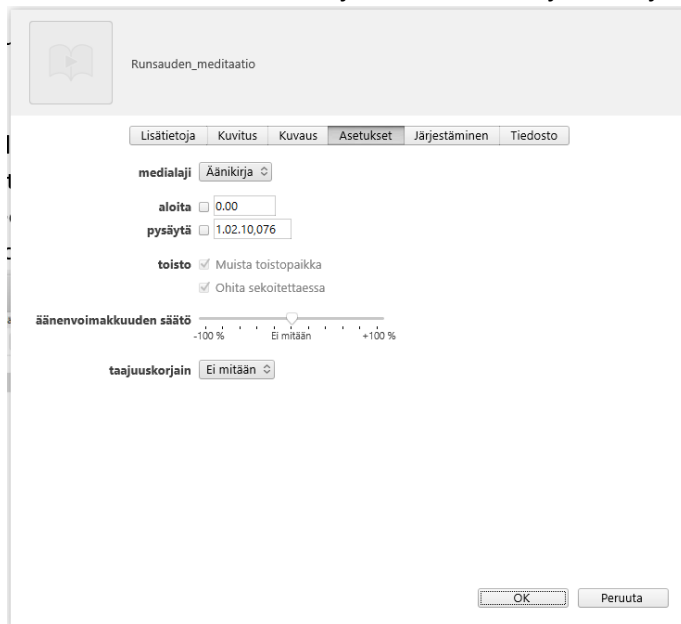 Runsauden_meditaatio
Lisätietoja Kuvitus Kuvaus Asetukset Järjestäminen Tiedosto
medialaji Äänikirja
aloita 0.00
pysäytä 1.02.10,076
toisto Muista toistopaikka
Ohita sekoitettaessa
äänenvoimakkuuden säätö
-100 % Ei mitään +100 %
taajuuskorjain Ei mitään
OK Peruuta